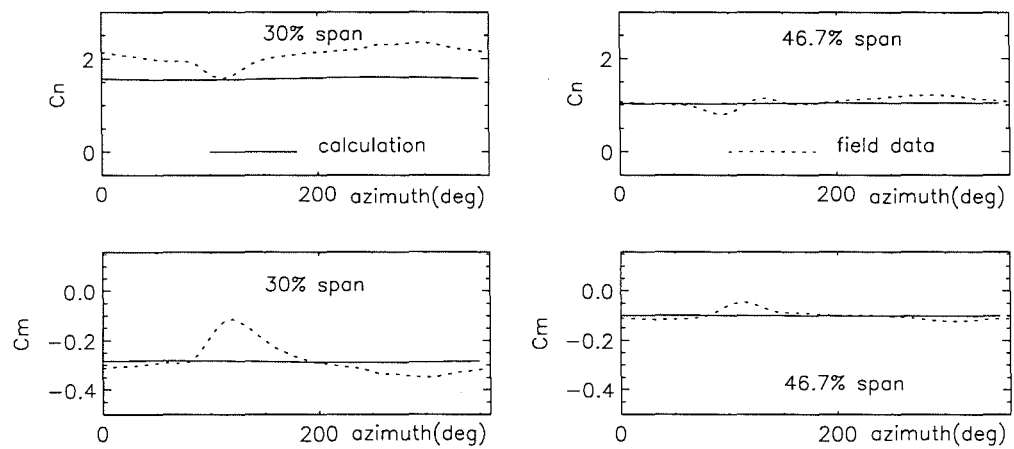 30% span
2
Cn
calculation
0
0
200
azimuth(deg)
46.7% span
2
Cn
field data
0
0
200
azimuth(deg)
30% span
0.0
Cm
−0.2
−0.4
0
200
azimuth(deg)
0.0
Cm
−0.2
−0.4
46.7% span
0
200
azimuth(deg)